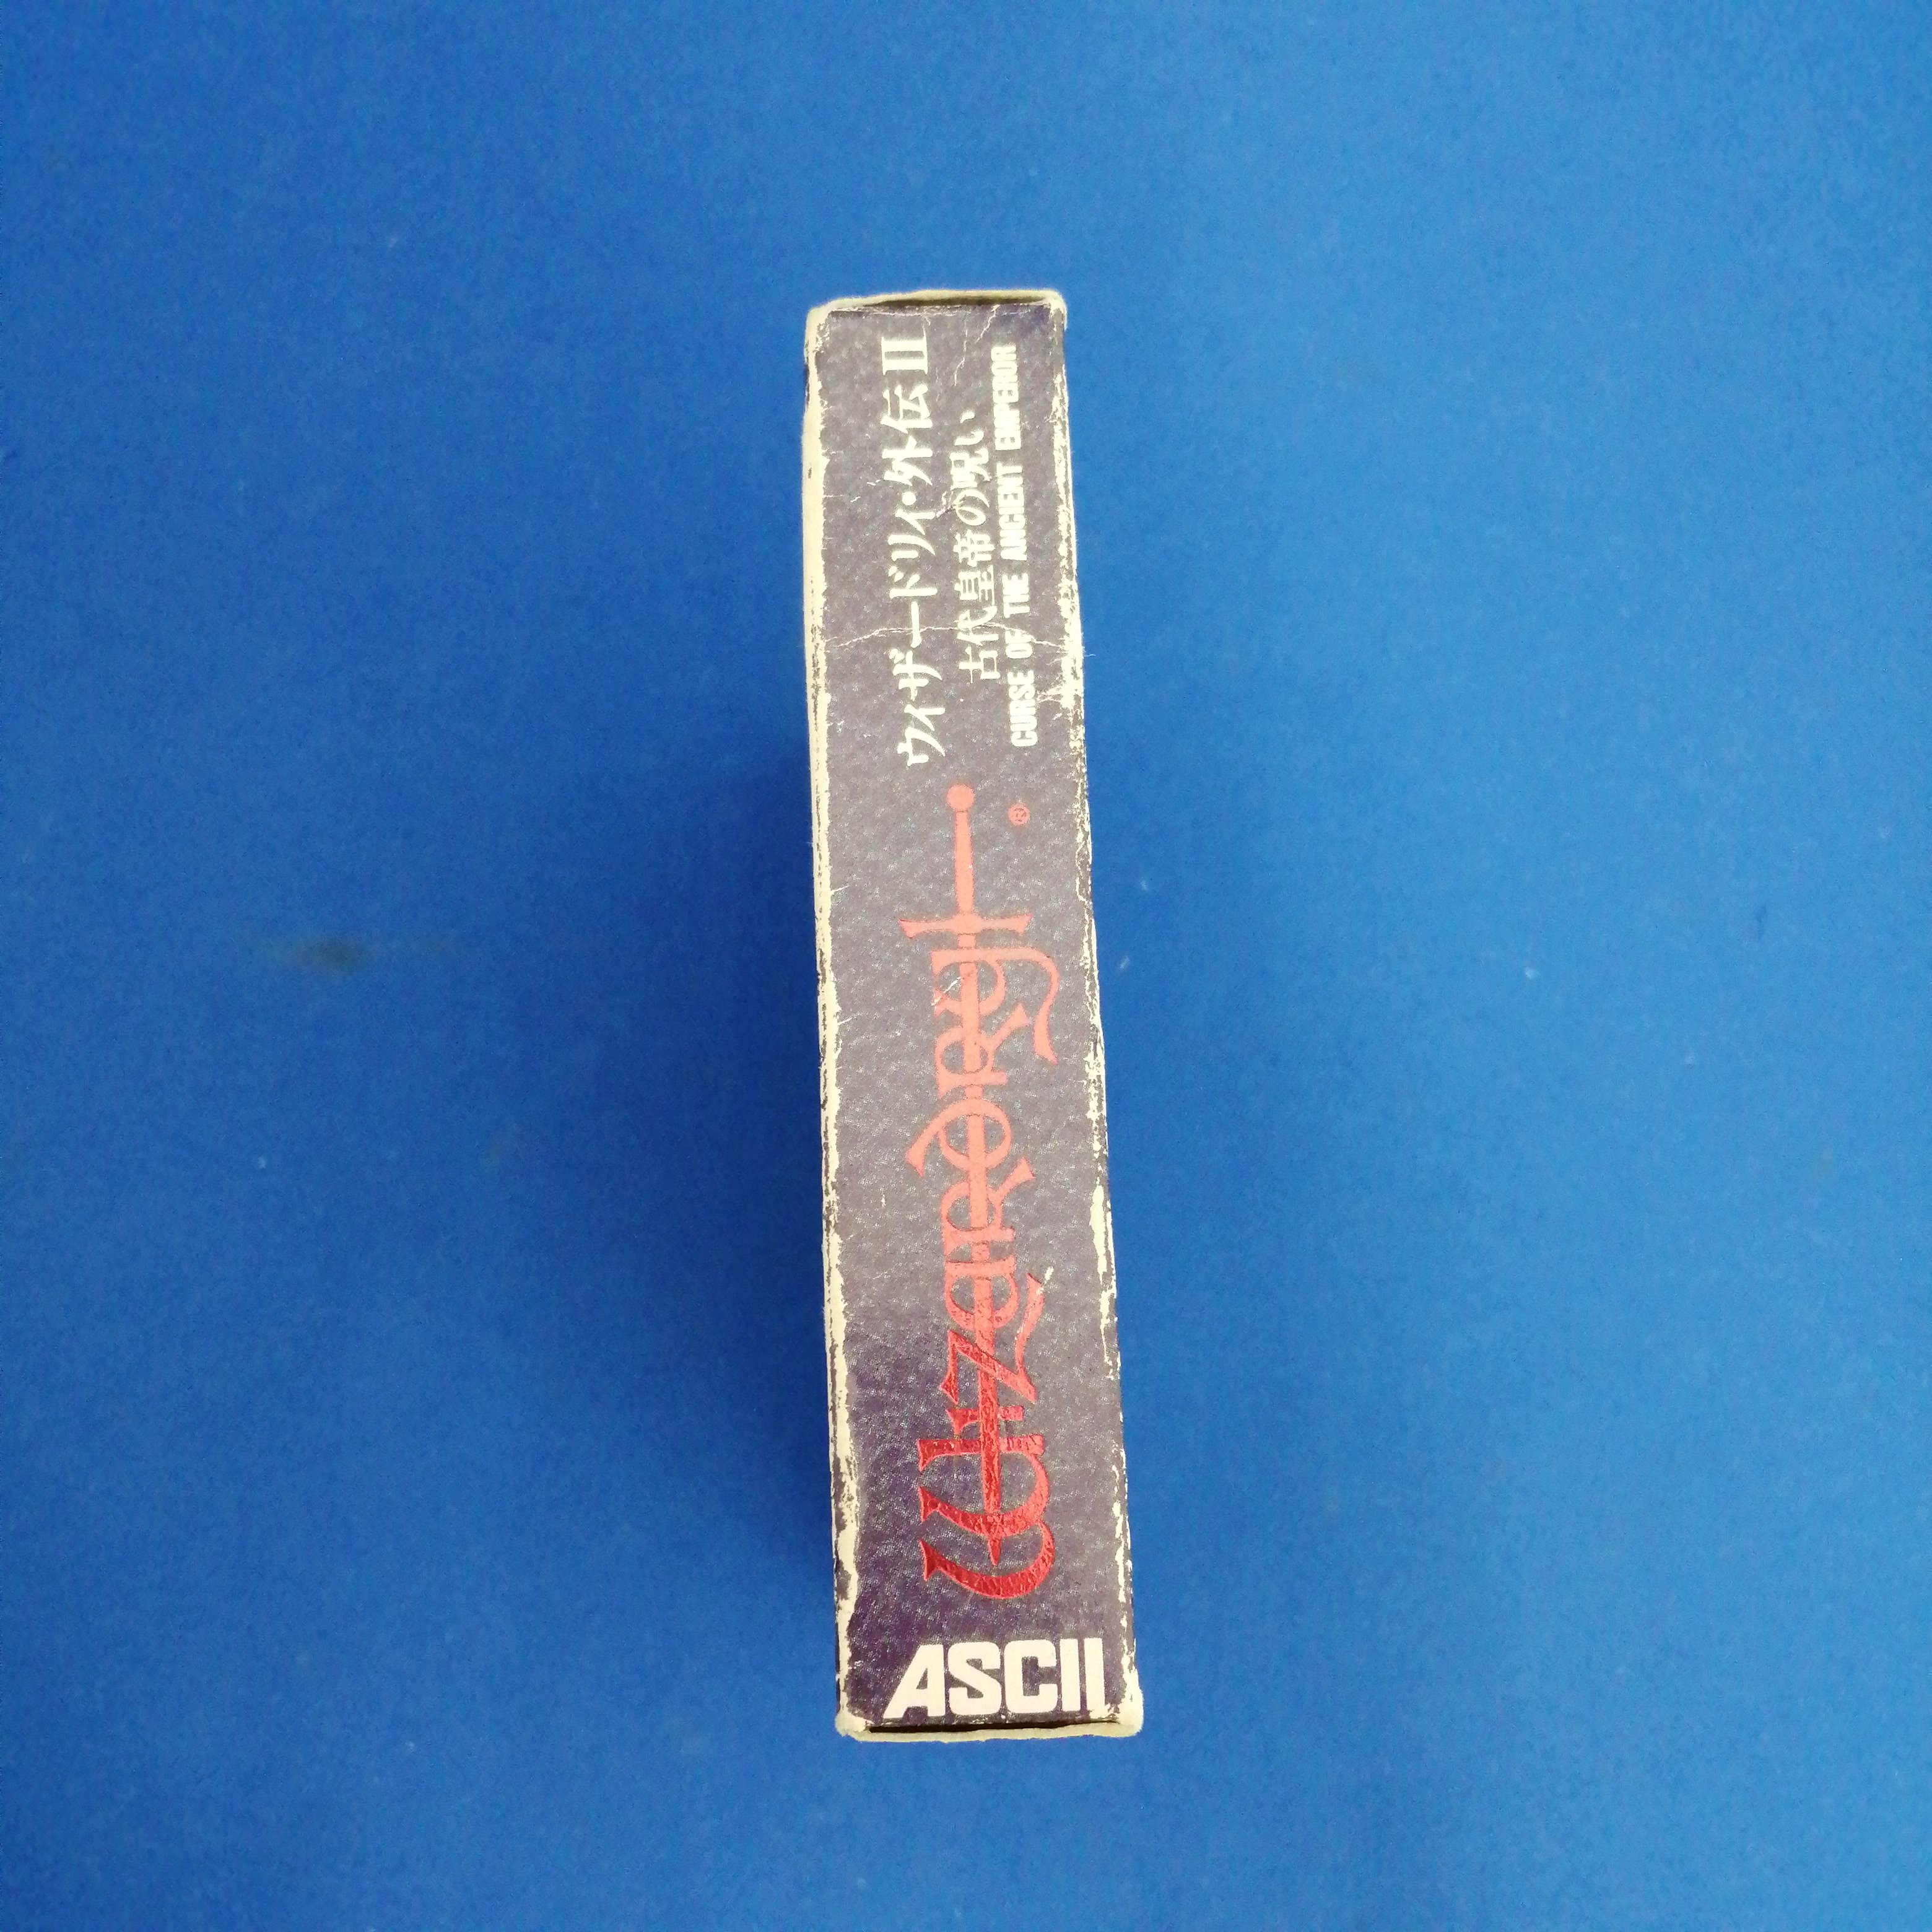 ASCII
Wizardry®
ウィザードリィ・外伝II
古代皇帝の呪い
CURSE OF THE ANCIENT EMPEROR